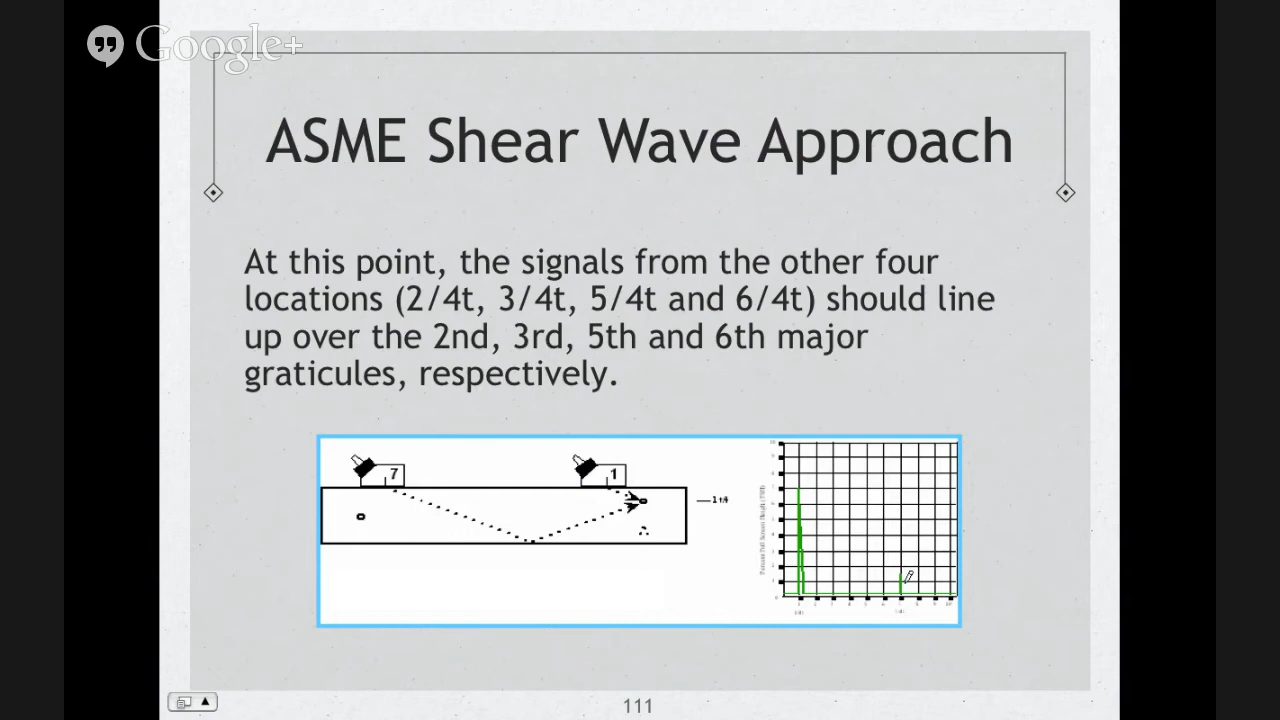 Google+
ASME Shear Wave Approach
At this point, the signals from the other four
locations (2/4t, 3/4t, 5/4t and 6/4t) should line
up over the 2nd, 3rd, 5th and 6th major
graticules, respectively.
7
1
111